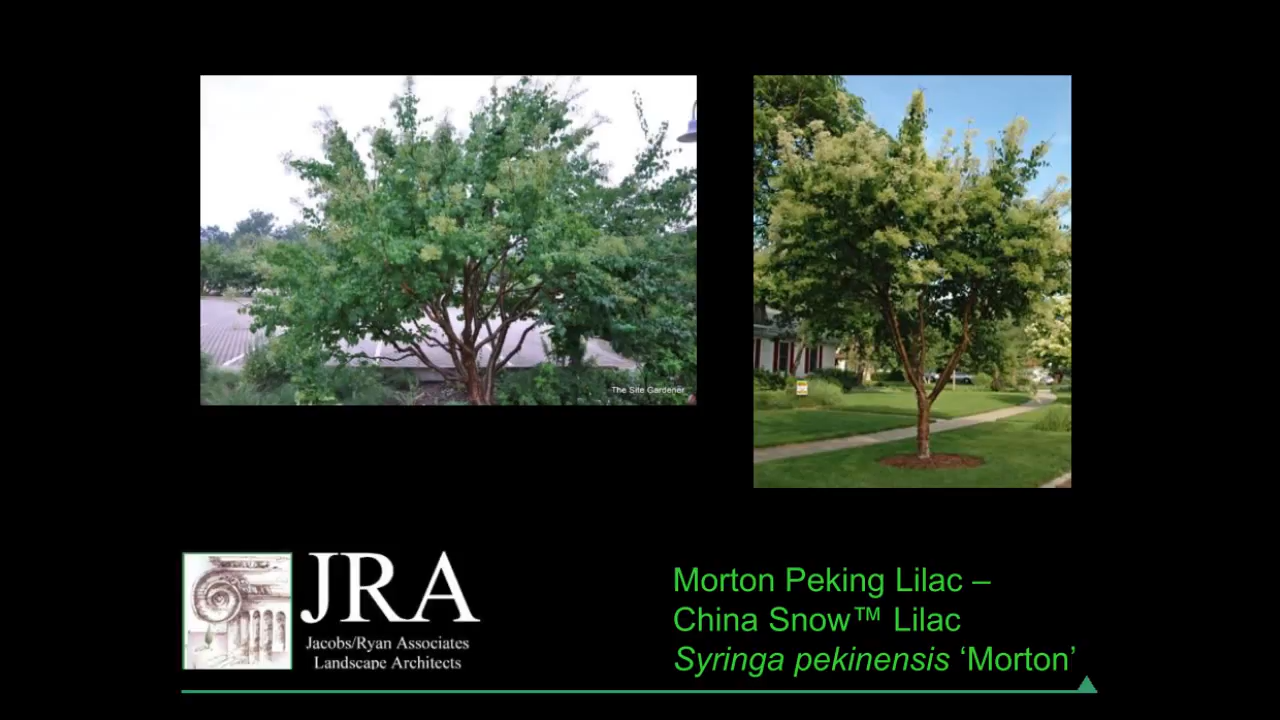 The Site Gardener
JRA
Jacobs/Ryan Associates
Landscape Architects
Morton Peking Lilac –
China Snow™ Lilac
Syringa pekinensis ‘Morton’